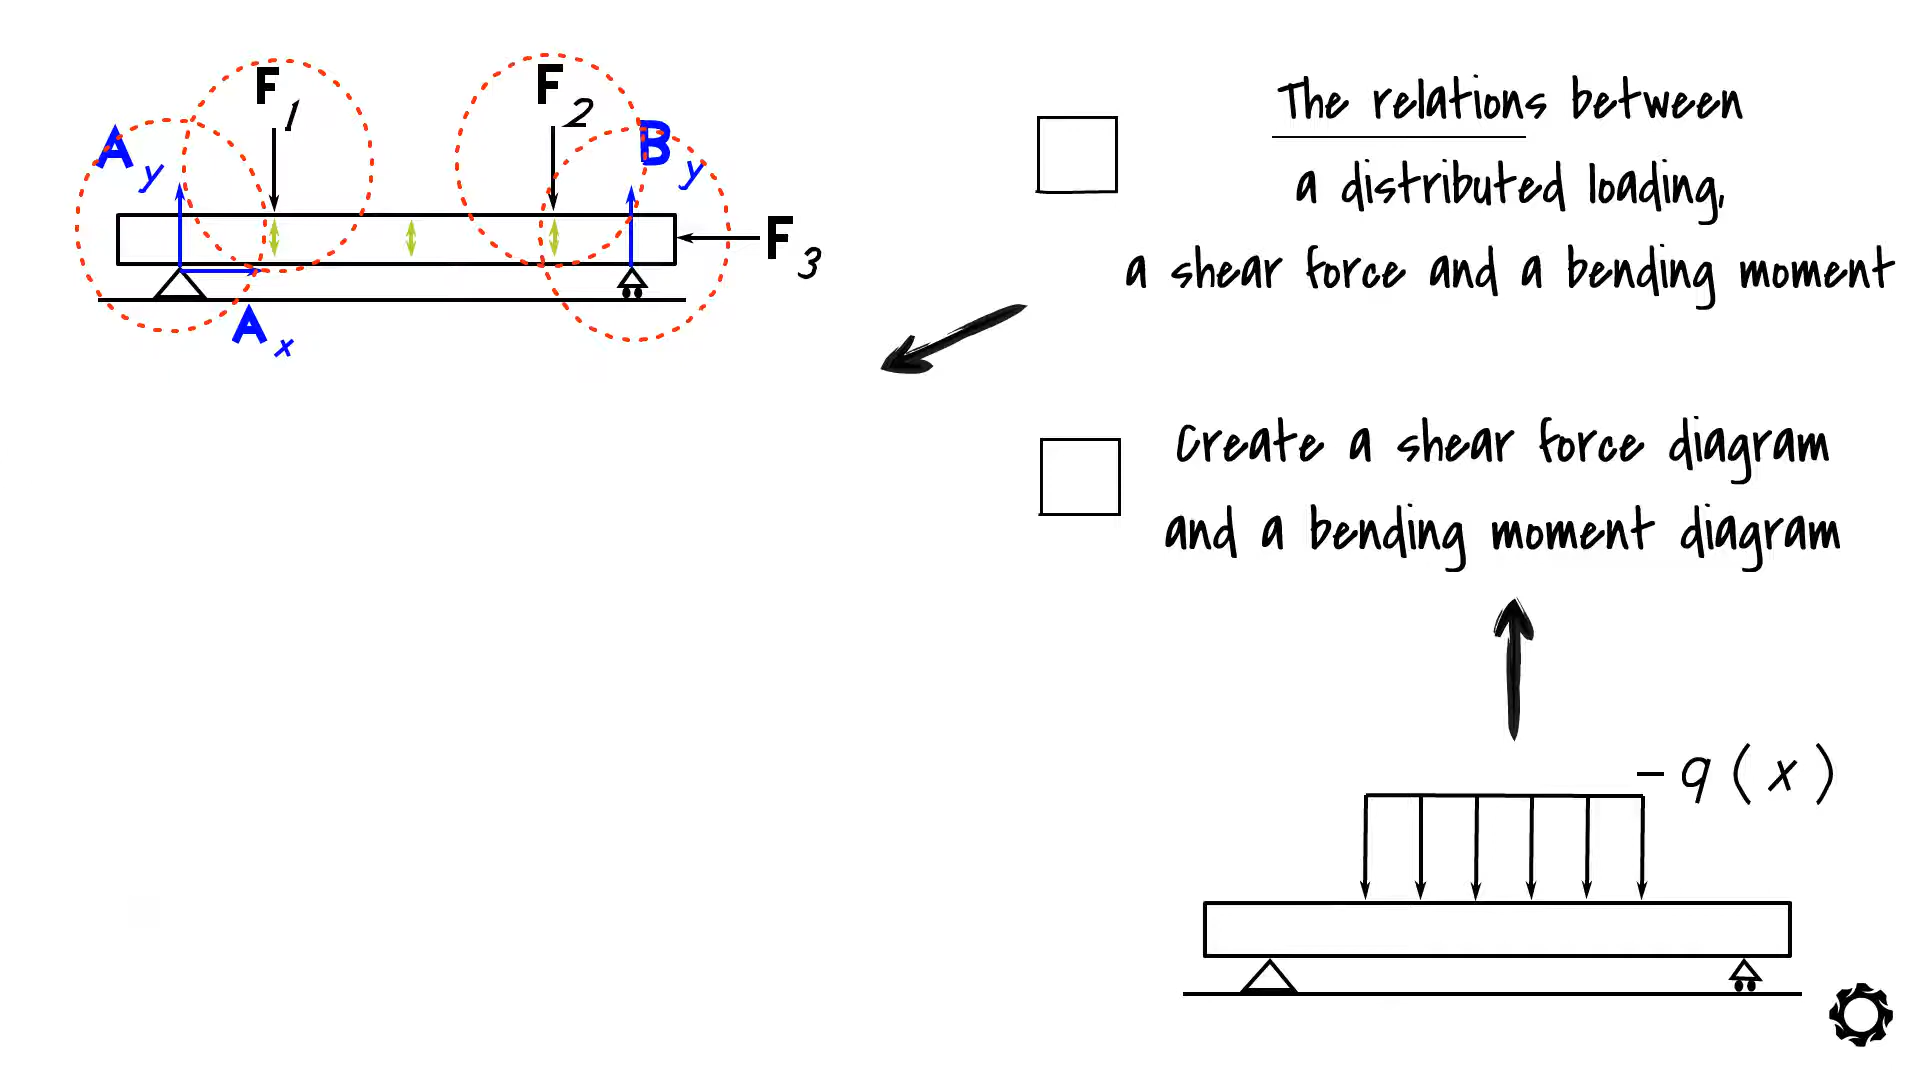 F1
F2
Ay
By
F3
Ax
The relations between
a distributed loading,
a shear force and a bending moment
Create a shear force diagram
and a bending moment diagram
-q(x)